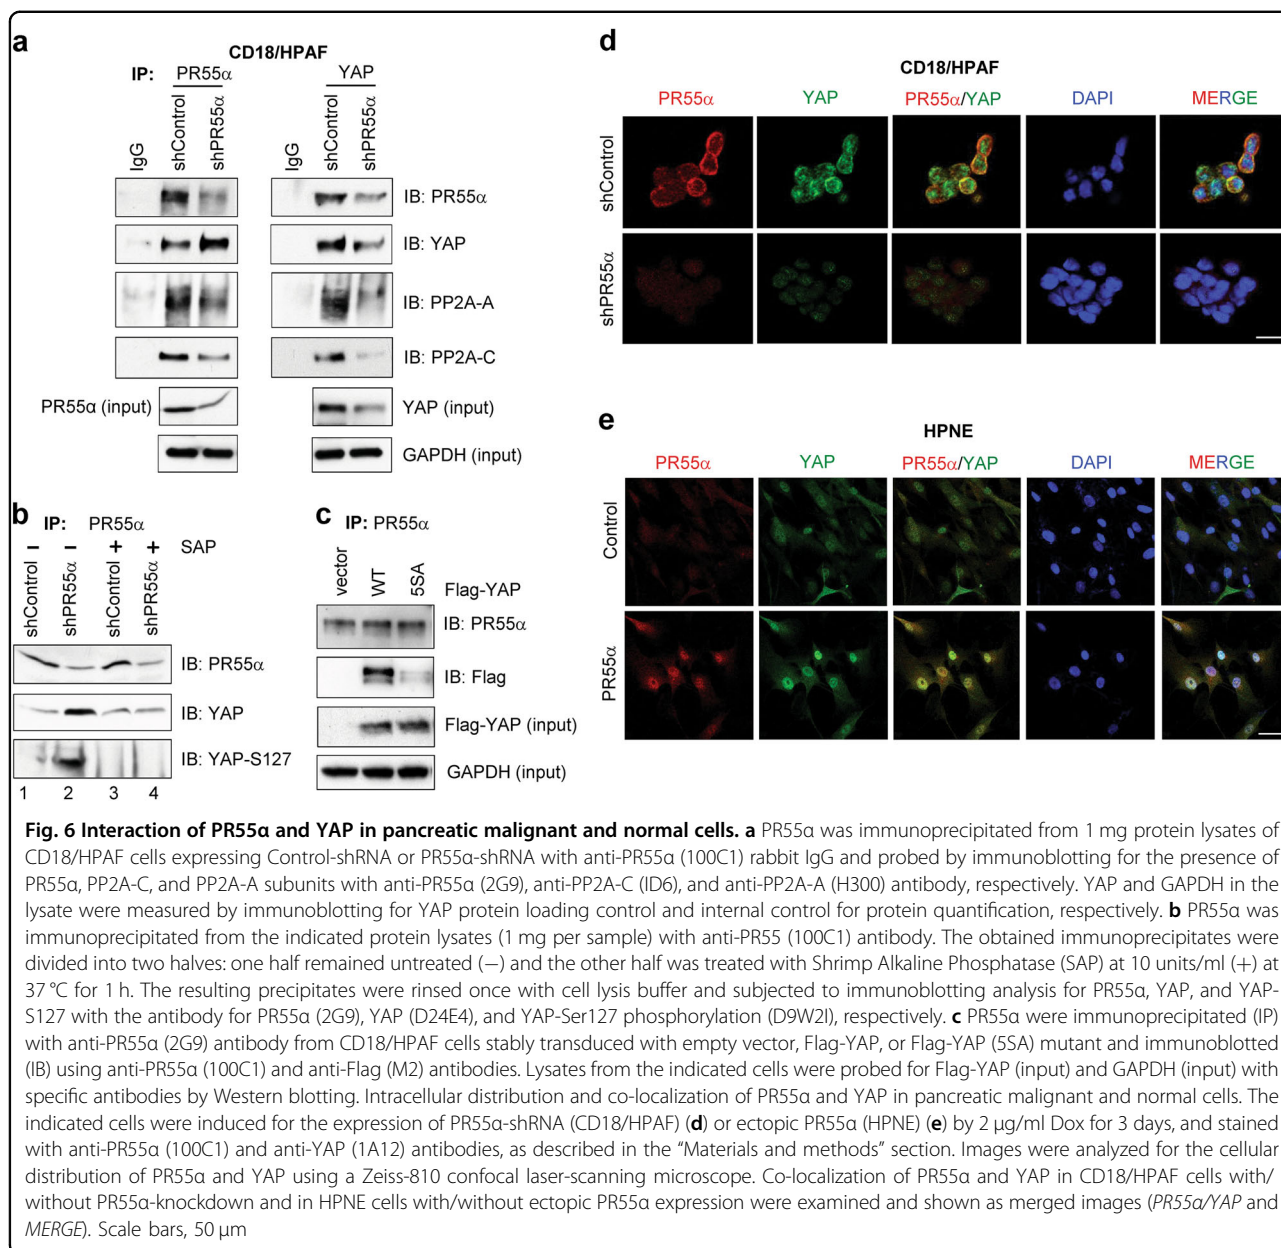 a
CD18/HPAF
IP: PR55α YAP
IgG shControl shPR55α IgG shControl shPR55α
IB: PR55α
IB: YAP
IB: PP2A-A
IB: PP2A-C
PR55α (input) YAP (input)
GAPDH (input)
b
IP: PR55α
− − + + SAP
shControl shPR55α shControl shPR55α
IB: PR55α
IB: YAP
IB: YAP-S127
1 2 3 4
c
IP: PR55α
vector WT 5SA Flag-YAP
IB: PR55α
IB: Flag
Flag-YAP (input)
GAPDH (input)
d
CD18/HPAF
PR55α YAP PR55α/YAP DAPI MERGE
shControl
shPR55α
e
HPNE
PR55α YAP PR55α/YAP DAPI MERGE
Control
PR55α
Fig. 6 Interaction of PR55α and YAP in pancreatic malignant and normal cells. a PR55α was immunoprecipitated from 1 mg protein lysates of
CD18/HPAF cells expressing Control-shRNA or PR55α-shRNA with anti-PR55α (100C1) rabbit IgG and probed by immunoblotting for the presence of
PR55α, PP2A-C, and PP2A-A subunits with anti-PR55α (2G9), anti-PP2A-C (ID6), and anti-PP2A-A (H300) antibody, respectively. YAP and GAPDH in the
lysate were measured by immunoblotting for YAP protein loading control and internal control for protein quantification, respectively. b PR55α was
immunoprecipitated from the indicated protein lysates (1 mg per sample) with anti-PR55 (100C1) antibody. The obtained immunoprecipitates were
divided into two halves: one half remained untreated (−) and the other half was treated with Shrimp Alkaline Phosphatase (SAP) at 10 units/ml (+) at
37 °C for 1 h. The resulting precipitates were rinsed once with cell lysis buffer and subjected to immunoblotting analysis for PR55α, YAP, and YAP-
S127 with the antibody for PR55α (2G9), YAP (D24E4), and YAP-Ser127 phosphorylation (D9W2I), respectively. c PR55α were immunoprecipitated (IP)
with anti-PR55α (2G9) antibody from CD18/HPAF cells stably transduced with empty vector, Flag-YAP, or Flag-YAP (5SA) mutant and immunoblotted
(IB) using anti-PR55α (100C1) and anti-Flag (M2) antibodies. Lysates from the indicated cells were probed for Flag-YAP (input) and GAPDH (input) with
specific antibodies by Western blotting. Intracellular distribution and co-localization of PR55α and YAP in pancreatic malignant and normal cells. The
indicated cells were induced for the expression of PR55α-shRNA (CD18/HPAF) (d) or ectopic PR55α (HPNE) (e) by 2 μg/ml Dox for 3 days, and stained
with anti-PR55α (100C1) and anti-YAP (1A12) antibodies, as described in the “Materials and methods” section. Images were analyzed for the cellular
distribution of PR55α and YAP using a Zeiss-810 confocal laser-scanning microscope. Co-localization of PR55α and YAP in CD18/HPAF cells with/
without PR55α-knockdown and in HPNE cells with/without ectopic PR55α expression were examined and shown as merged images (PR55α/YAP and
MERGE). Scale bars, 50 μm